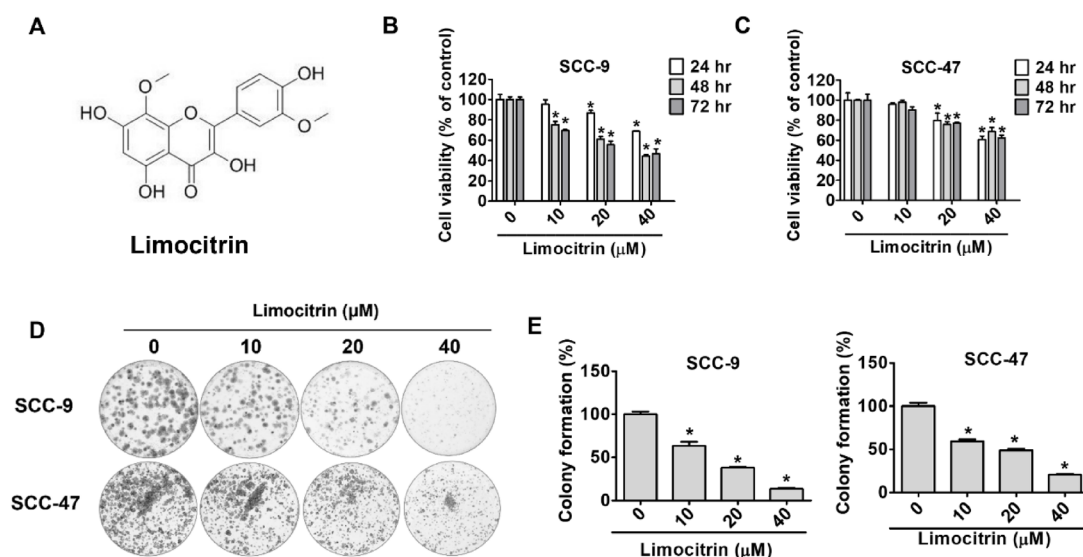 A
OH
O
O
HO
O
OH
OH
O
Limocitrin
B
SCC-9
24 hr
48 hr
72 hr
Cell viability (% of control)
120
100
80
60
40
20
0
* * * * * * * *
0 10 20 40
Limocitrin (μM)
C
SCC-47
24 hr
48 hr
72 hr
Cell viability (% of control)
120
100
80
60
40
20
0
* * * * * *
0 10 20 40
Limocitrin (μM)
D
Limocitrin (μM)
0 10 20 40
SCC-9
SCC-47
E
SCC-9
Colony formation (%)
150
100
50
0
* * *
0 10 20 40
Limocitrin (μM)
SCC-47
Colony formation (%)
150
100
50
0
* * *
0 10 20 40
Limocitrin (μM)